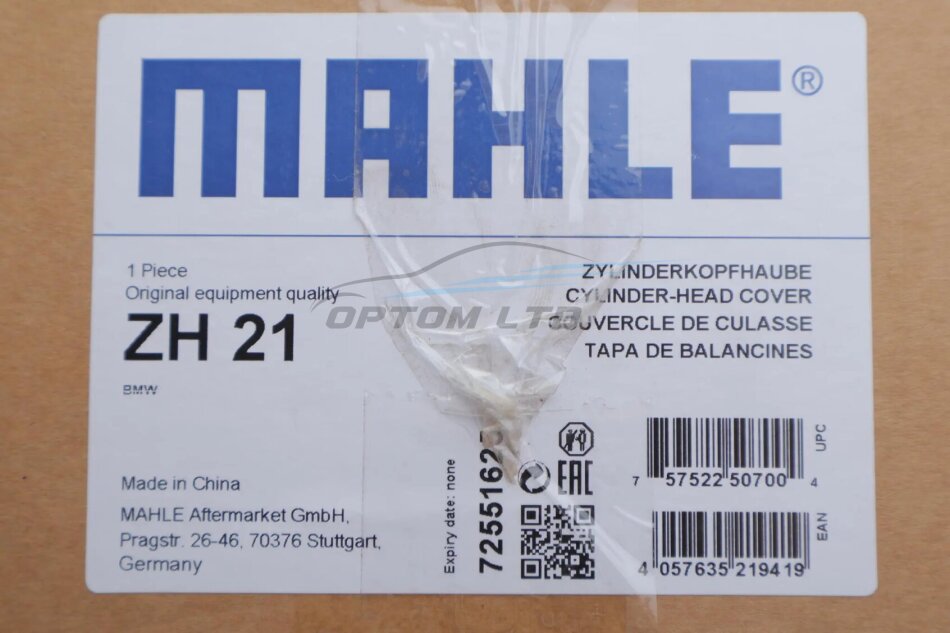 MAHLE®
1 Piece
Original equipment quality
ZH 21
BMW
ZYLINDERKOPFHAUBE
CYLINDER-HEAD COVER
COUVERCLE DE CULASSE
TAPA DE BALANCINES
OPTOM LTD
Made in China
MAHLE Aftermarket GmbH,
Pragstr. 26-46, 70376 Stuttgart,
Germany
Expiry date: none
EAC
7 57522 50700 4
UPC
4 057635 219419
EAN